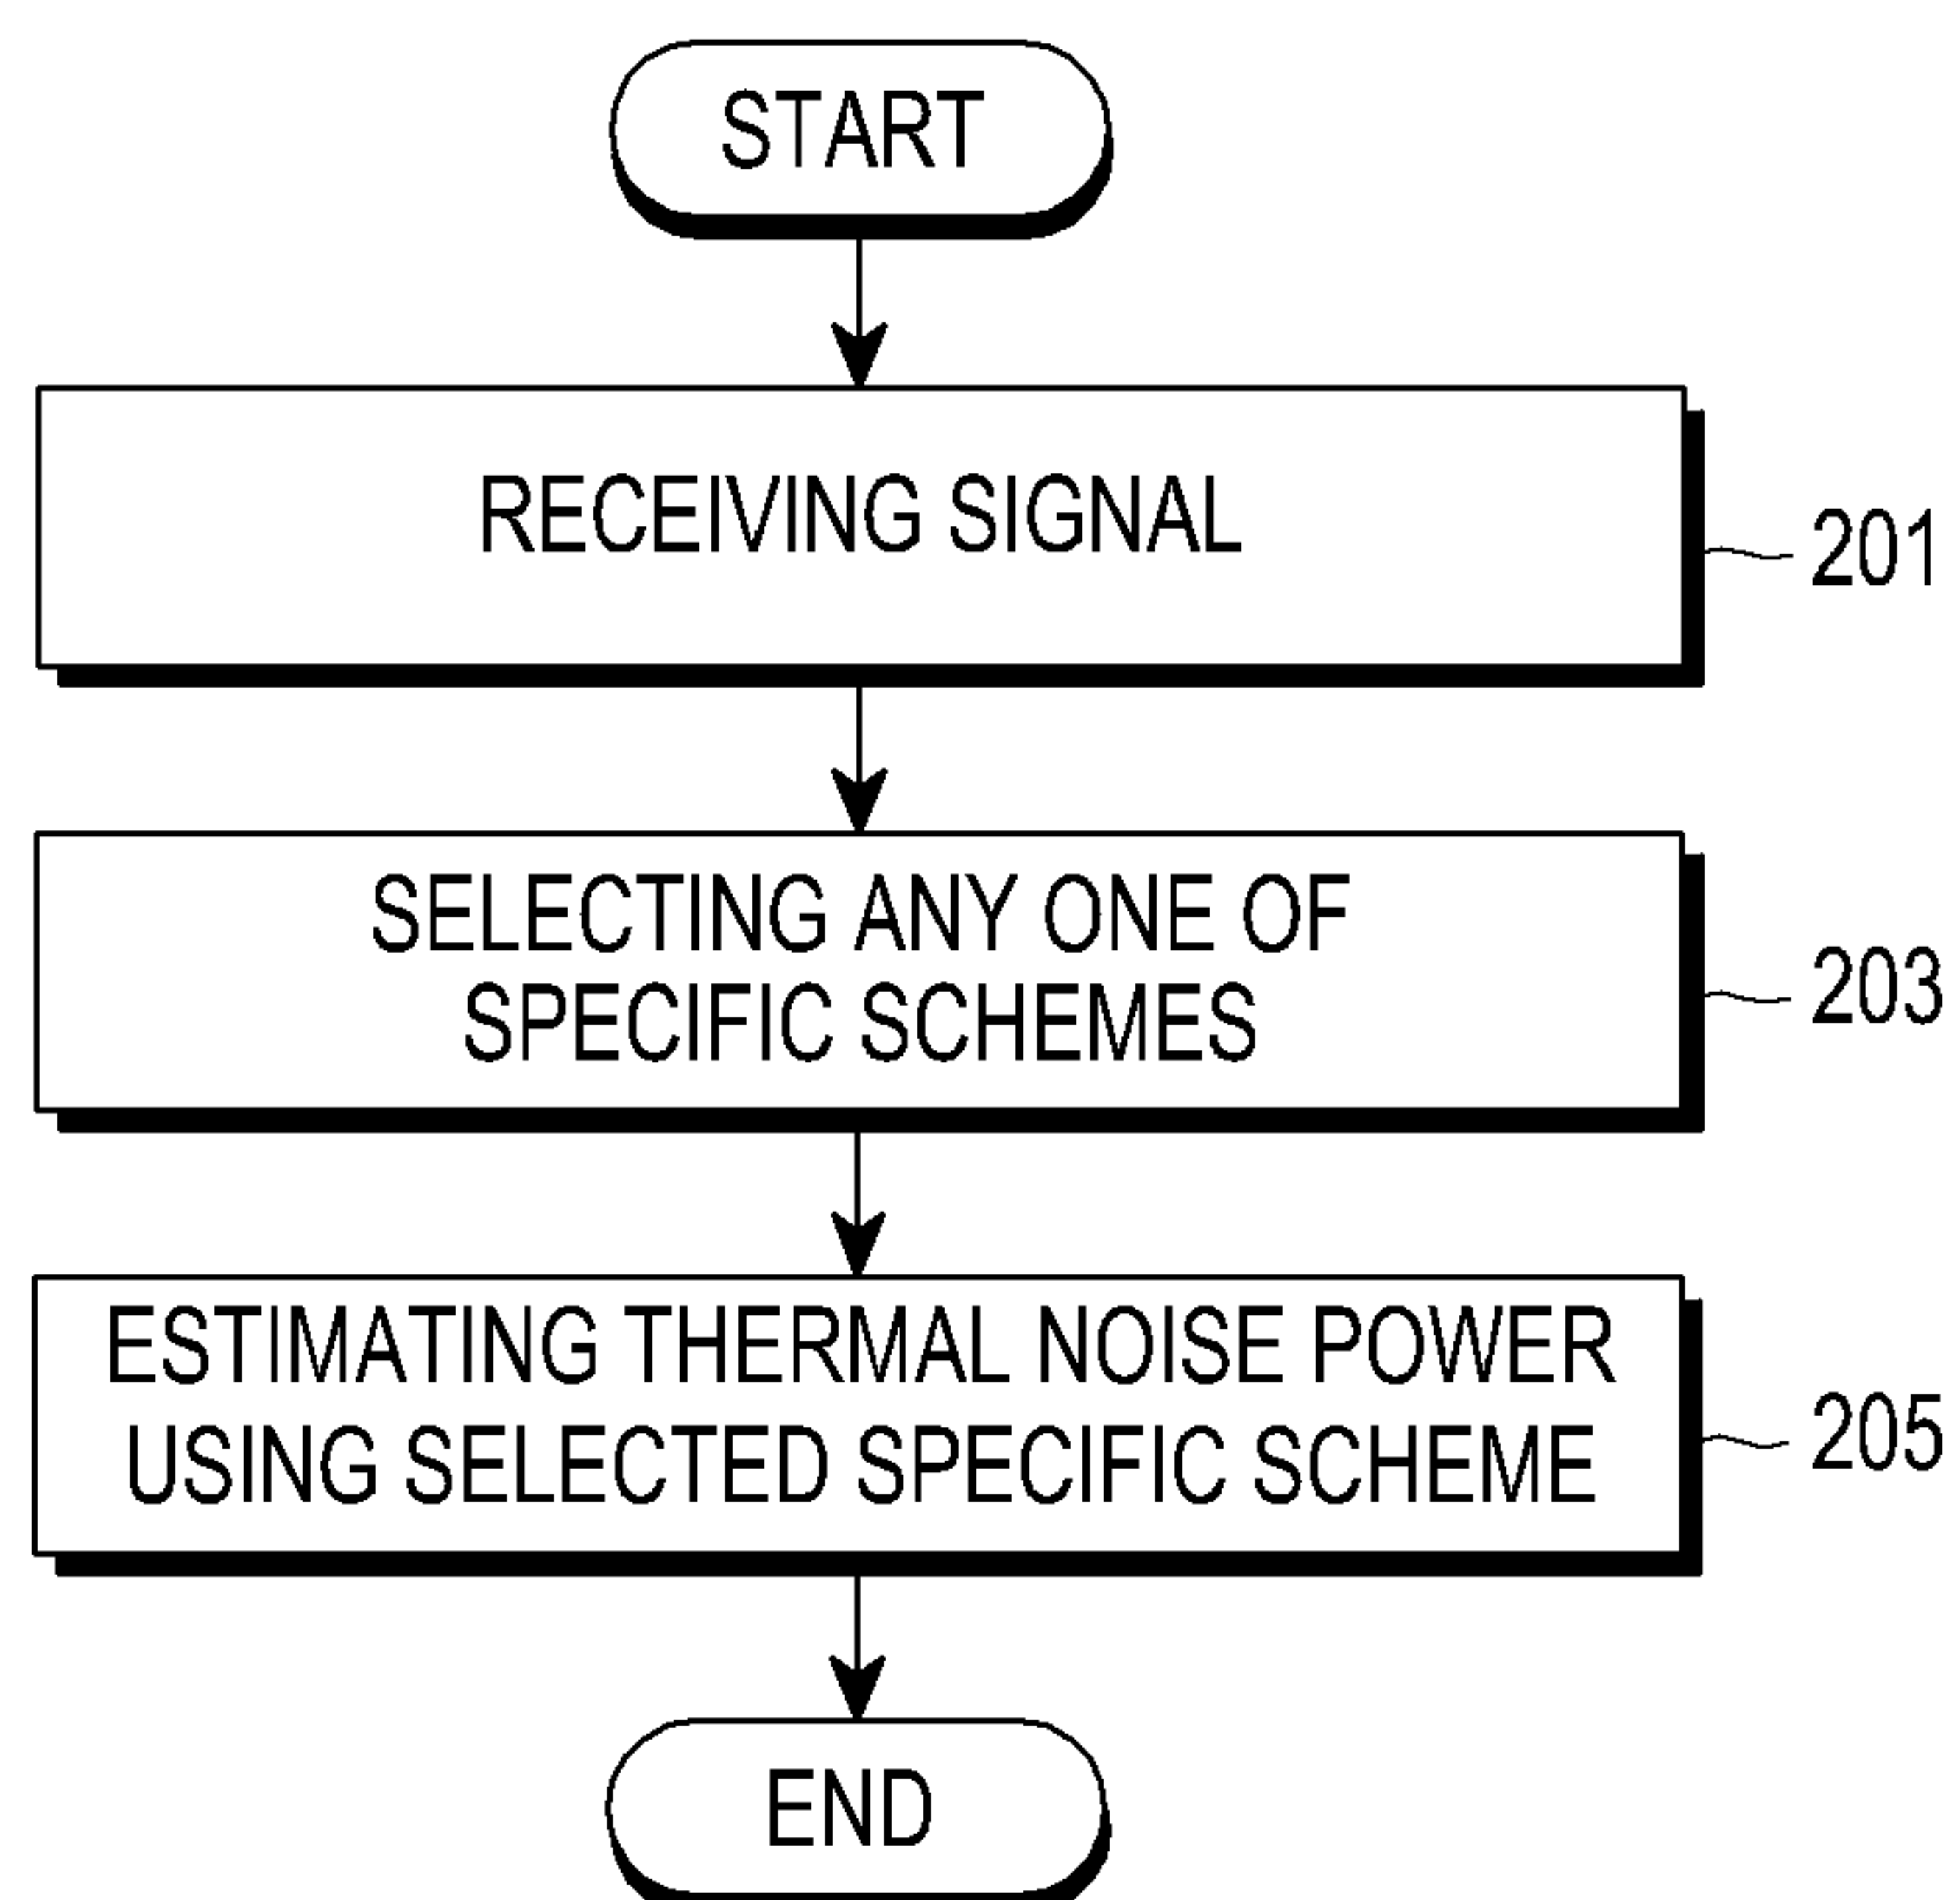 START
RECEIVING SIGNAL
201
SELECTING ANY ONE OF
SPECIFIC SCHEMES
203
ESTIMATING THERMAL NOISE POWER
USING SELECTED SPECIFIC SCHEME
205
END